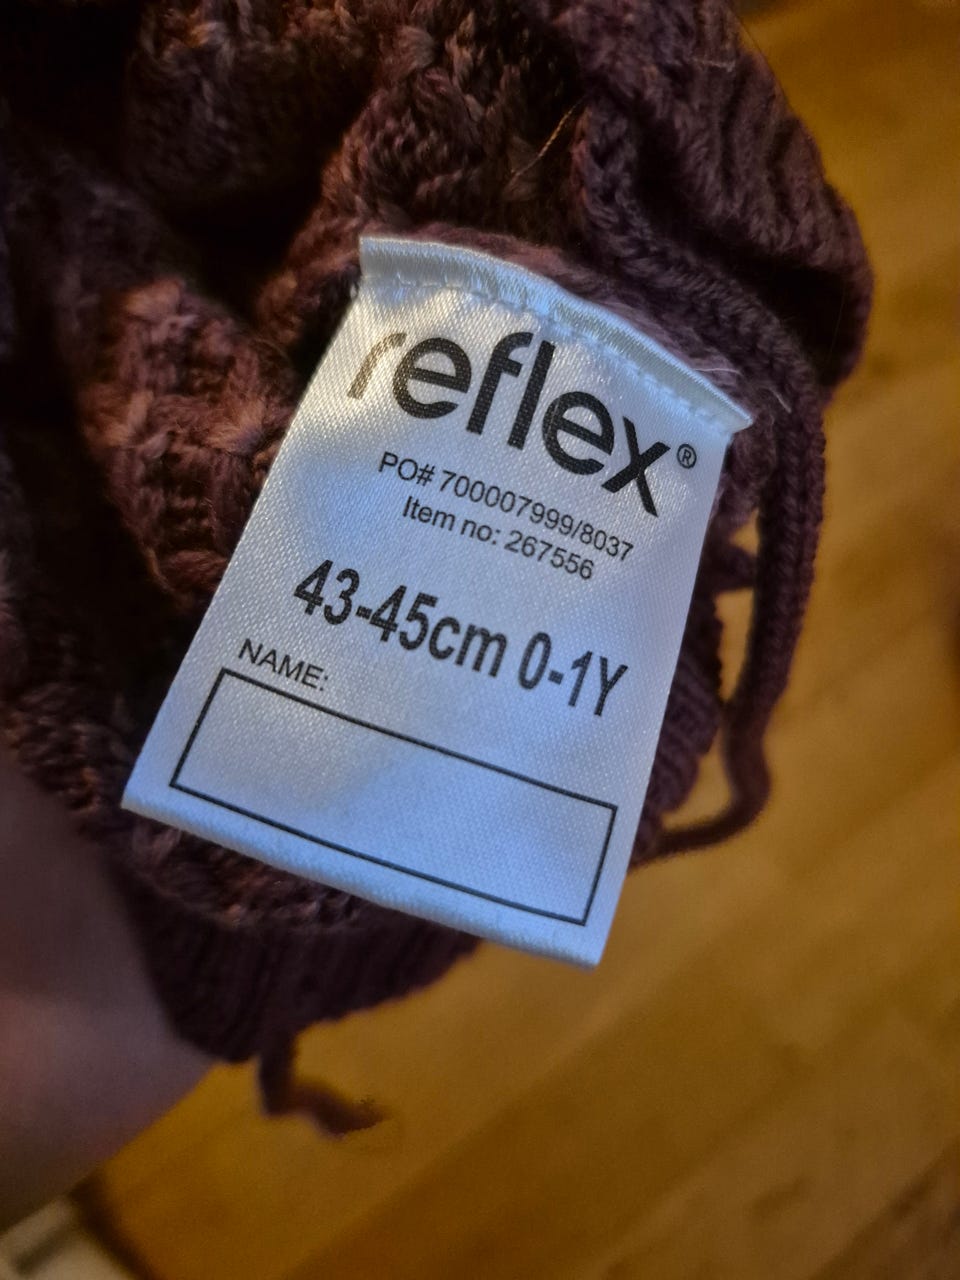 reflex®
PO# 700007999/8037
Item no: 267556
43-45cm 0-1Y
NAME: